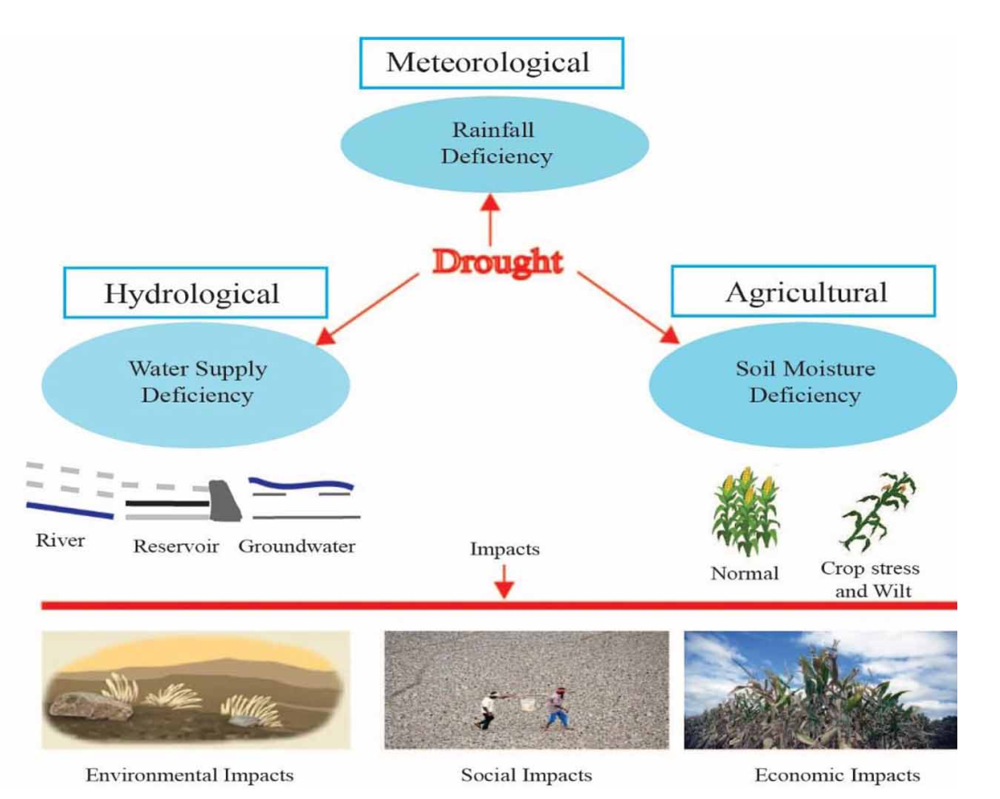 Meteorological
Rainfall
Deficiency
Drought
Hydrological
Agricultural
Water Supply
Deficiency
Soil Moisture
Deficiency
River
Reservoir
Groundwater
Impacts
Normal
Crop stress
and Wilt
Environmental Impacts
Social Impacts
Economic Impacts